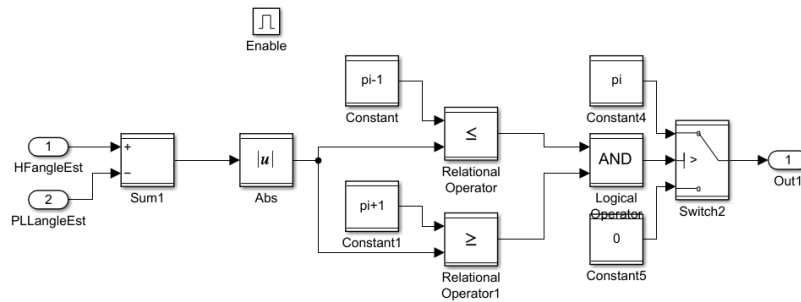 Enable
pi-1
Constant
pi
Constant4
1
HFangleEst
+
−
Sum1
2
PLLangleEst
|u|
Abs
≤
Relational
Operator
AND
Logical
Operator
>
Switch2
1
Out1
pi+1
Constant1
≥
Relational
Operator1
0
Constant5